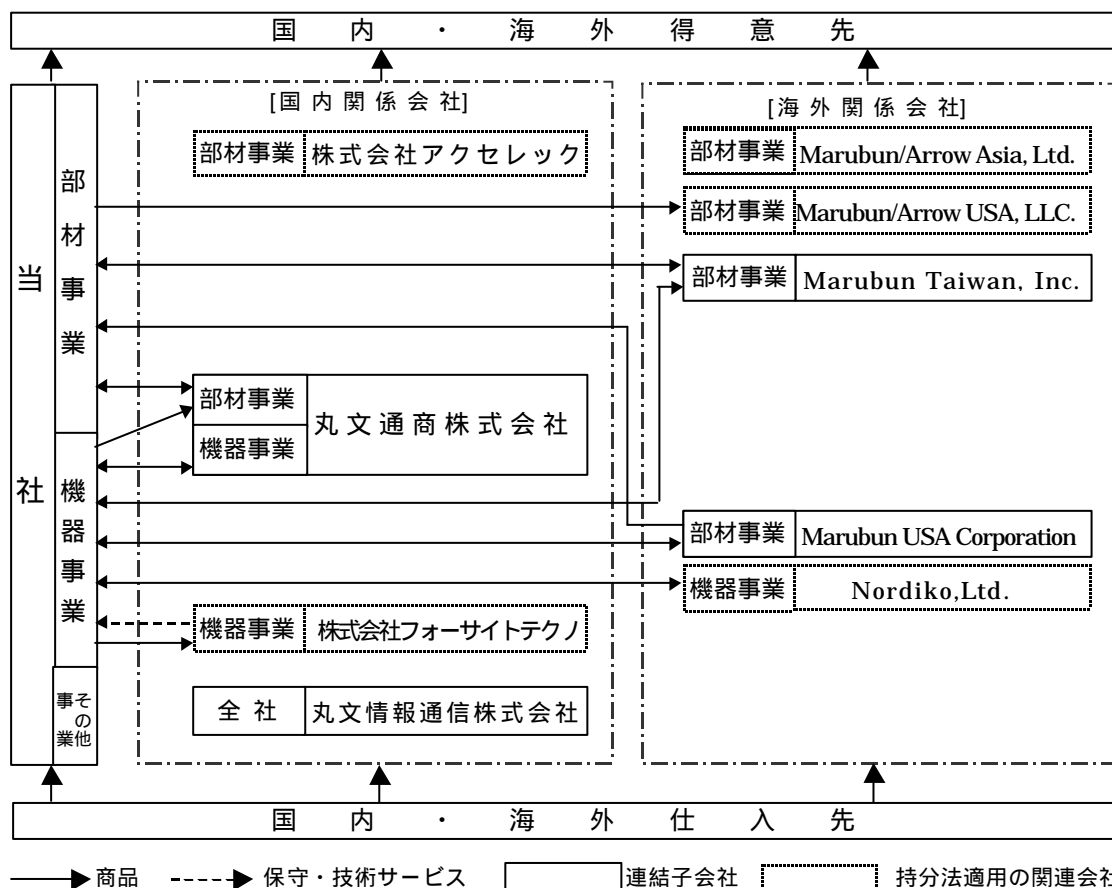 国内・海外得意先
当社
部材事業
機器事業
その他事業
[国内関係会社]
部材事業 株式会社アクセレック
部材事業
機器事業
丸文通商株式会社
機器事業 株式会社フォーサイトテクノ
全社 丸文情報通信株式会社
[海外関係会社]
部材事業 Marubun/Arrow Asia, Ltd.
部材事業 Marubun/Arrow USA, LLC.
部材事業 Marubun Taiwan, Inc.
部材事業 Marubun USA Corporation
機器事業 Nordiko,Ltd.
国内・海外仕入先
商品 保守・技術サービス 連結子会社 持分法適用の関連会社